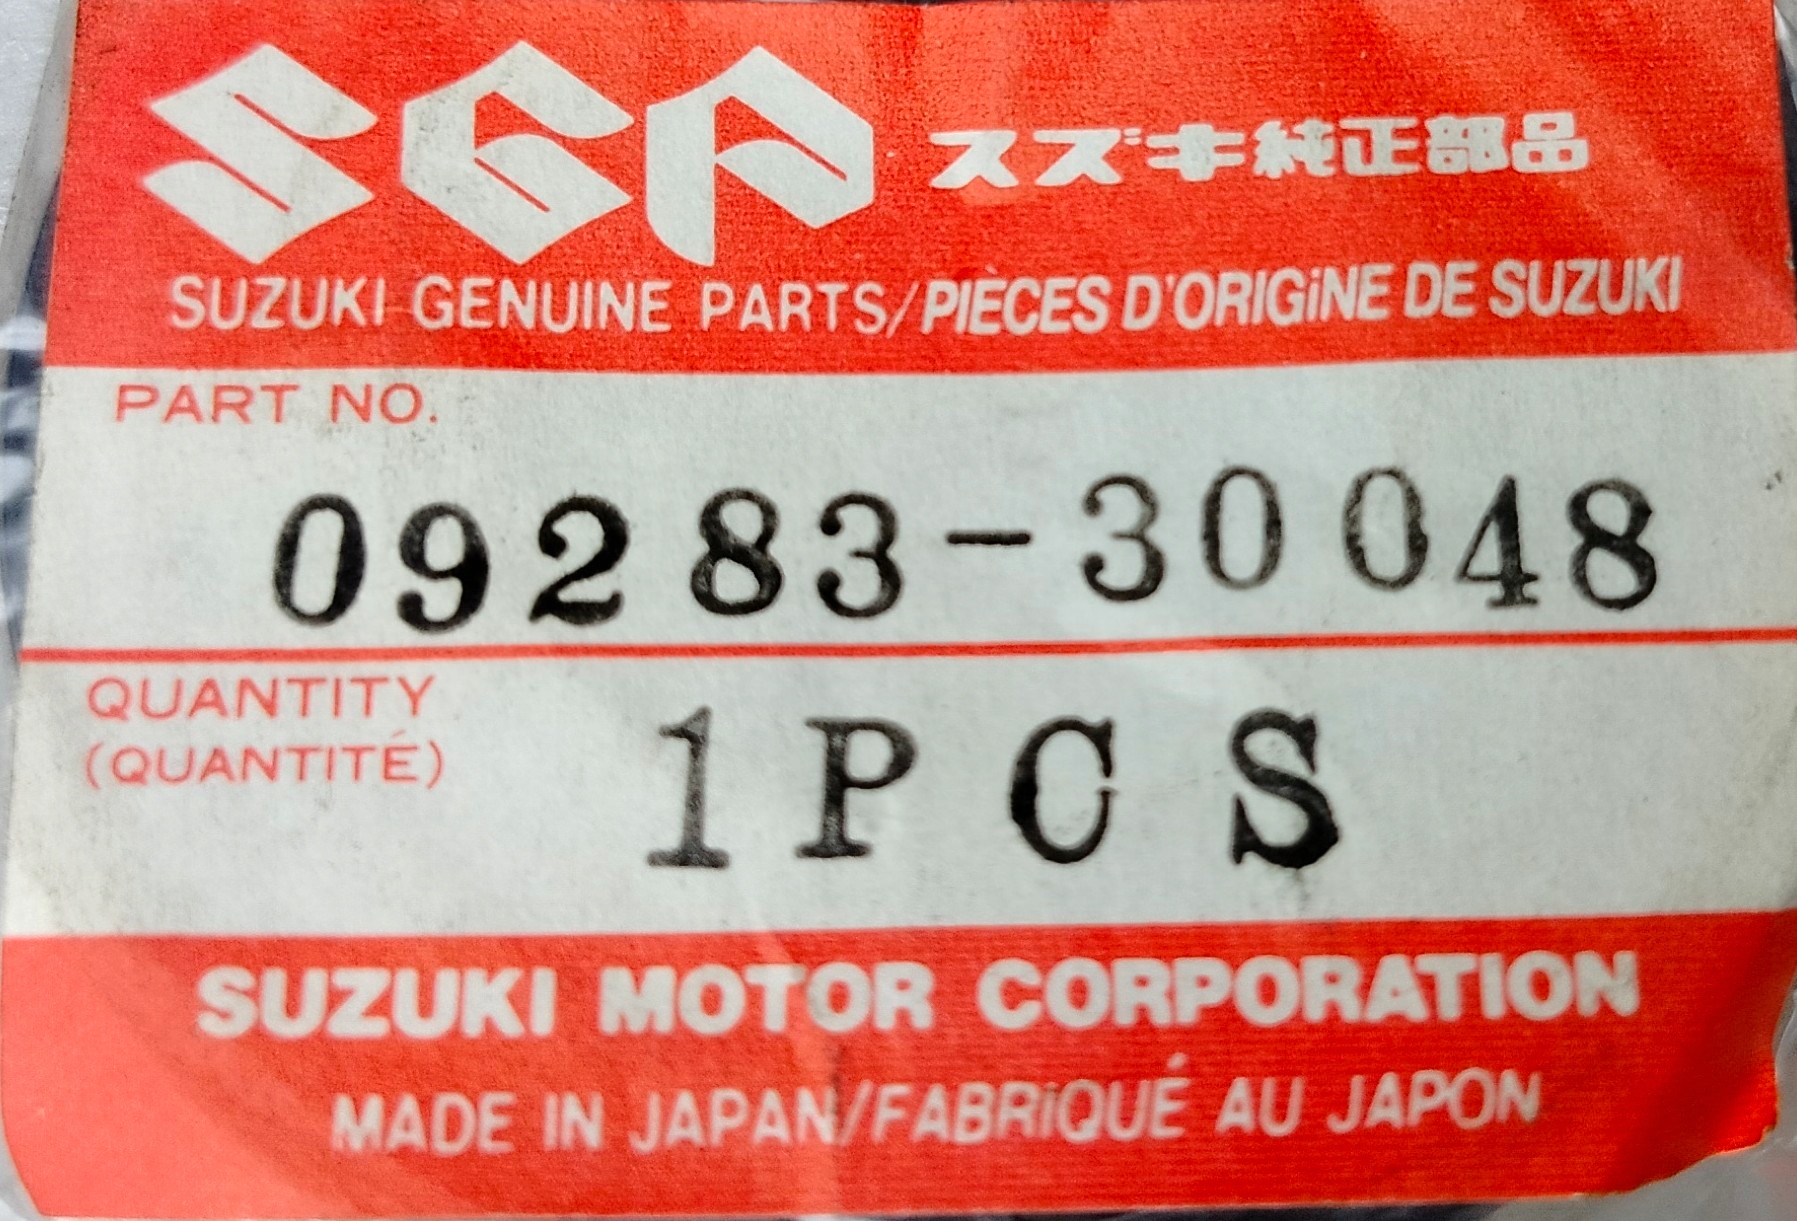 SGP スズキ純正部品
SUZUKI GENUINE PARTS/PIÈCES D'ORIGiNE DE SUZUKI
PART NO.
09283-30048
QUANTITY
(QUANTITÉ)
1PCS
SUZUKI MOTOR CORPORATION
MADE IN JAPAN/FABRiQUÉ AU JAPON